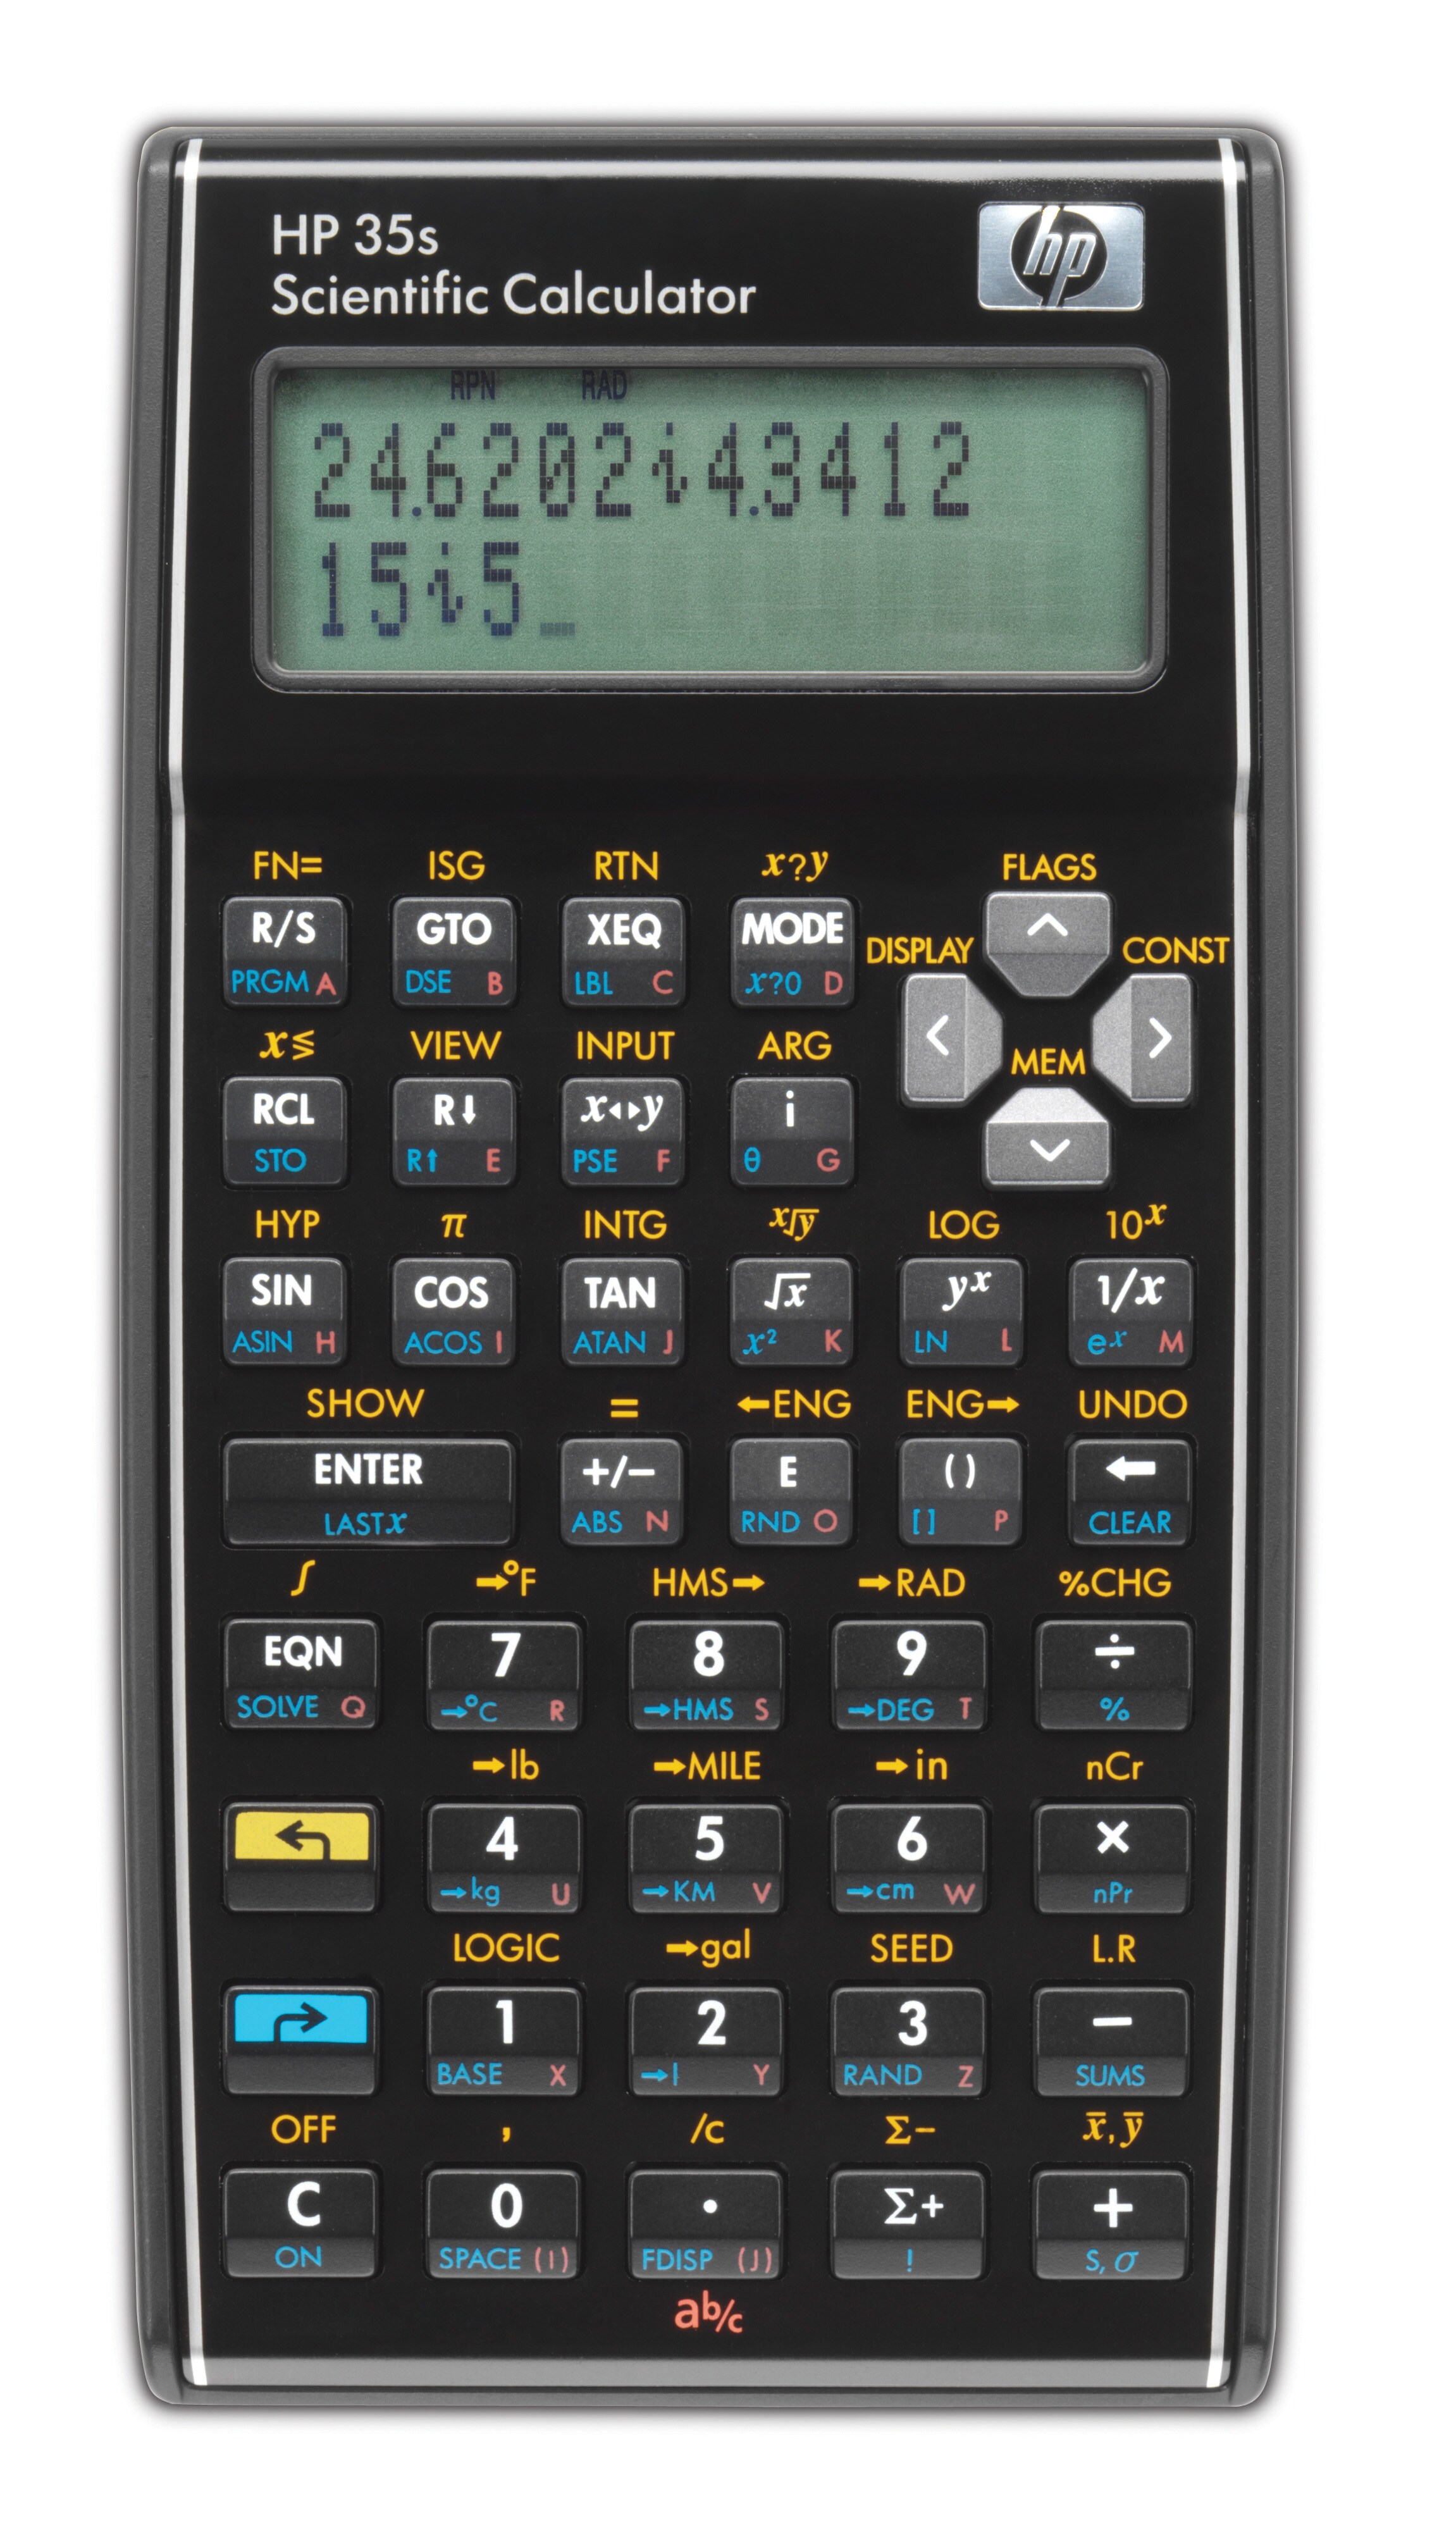 HP 35s
Scientific Calculator
hp
RPN RAD
24.6202i4.3412
15i5_
FN= ISG RTN x?y FLAGS
R/S GTO XEQ MODE
DISPLAY CONST
PRGM A DSE B LBL C x?0 D
x≶ VIEW INPUT ARG MEM
RCL R↓ x◂▸y i
STO R↑ E PSE F θ G
HYP π INTG x√y LOG 10ˣ
SIN COS TAN √x yˣ 1/x
ASIN H ACOS I ATAN J x² K LN L eˣ M
SHOW = ←ENG ENG→ UNDO
ENTER +/− E () ←
LASTx ABS N RND O [] P CLEAR
∫ →°F HMS→ →RAD %CHG
EQN 7 8 9 ÷
SOLVE Q →°C R →HMS S →DEG T %
→lb →MILE →in nCr
4 5 6 ×
→kg U →KM V →cm W nPr
LOGIC →gal SEED L.R
1 2 3 −
BASE X →l Y RAND Z SUMS
OFF , /c Σ− x̄,ȳ
C 0 · Σ+ +
ON SPACE (I) FDISP (J) ! S,σ
ab/c